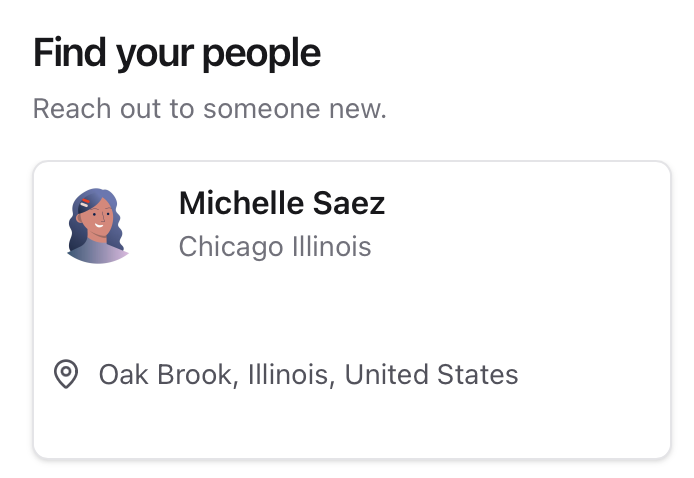 Find your people
Reach out to someone new.
Michelle Saez
Chicago Illinois
Oak Brook, Illinois, United States